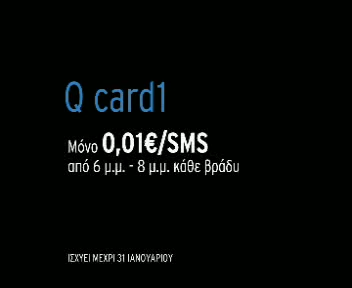 Q card1
Μόνο 0,01€/SMS
από 6 μ.μ. - 8 μ.μ. κάθε βράδυ
ΙΣΧΥΕΙ ΜΕΧΡΙ 31 ΙΑΝΟΥΑΡΙΟΥ